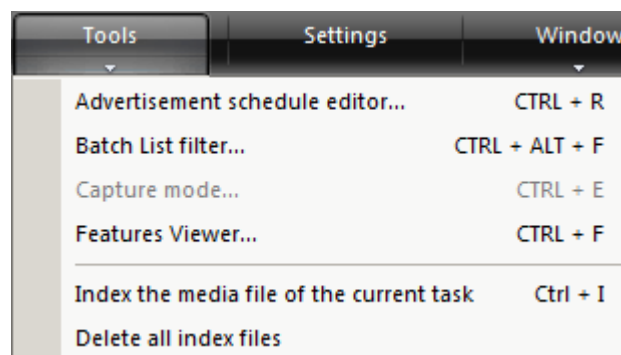 Tools Settings Window
Advertisement schedule editor... CTRL + R
Batch List filter... CTRL + ALT + F
Capture mode... CTRL + E
Features Viewer... CTRL + F
Index the media file of the current task Ctrl + I
Delete all index files